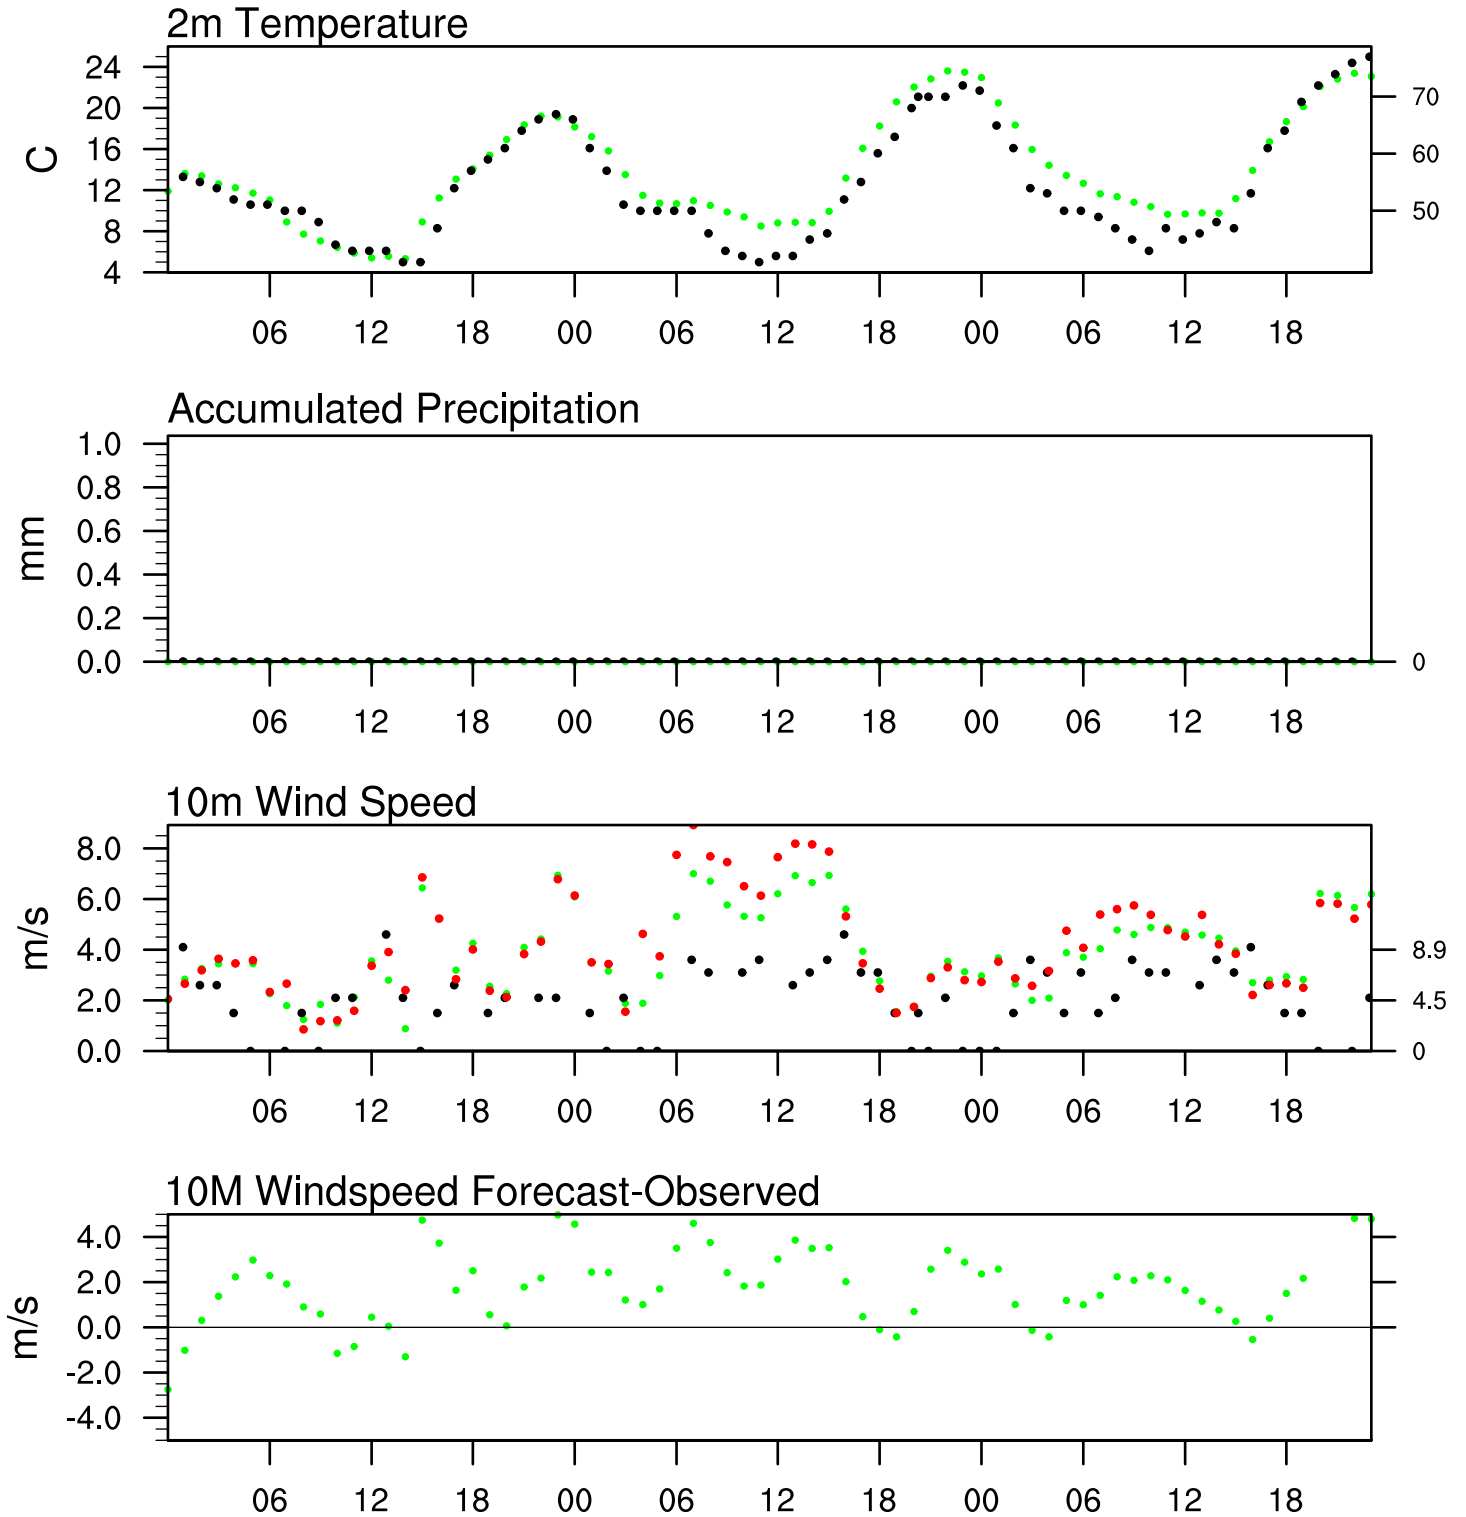 2m Temperature
24
20
16
12
8
4
C
70
60
50
06 12 18 00 06 12 18 00 06 12 18
Accumulated Precipitation
1.0
0.8
0.6
0.4
0.2
0.0
mm
0
06 12 18 00 06 12 18 00 06 12 18
10m Wind Speed
8.0
6.0
4.0
2.0
0.0
m/s
8.9
4.5
0
06 12 18 00 06 12 18 00 06 12 18
10M Windspeed Forecast-Observed
4.0
2.0
0.0
-2.0
-4.0
m/s
06 12 18 00 06 12 18 00 06 12 18